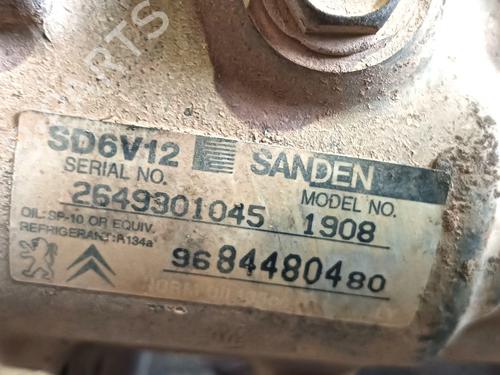 SD6V12 SANDEN
SERIAL NO. MODEL NO.
2649301045 1908
OIL: SP-10 OR EQUIV.
REFRIGERANT: R134a
9684480480